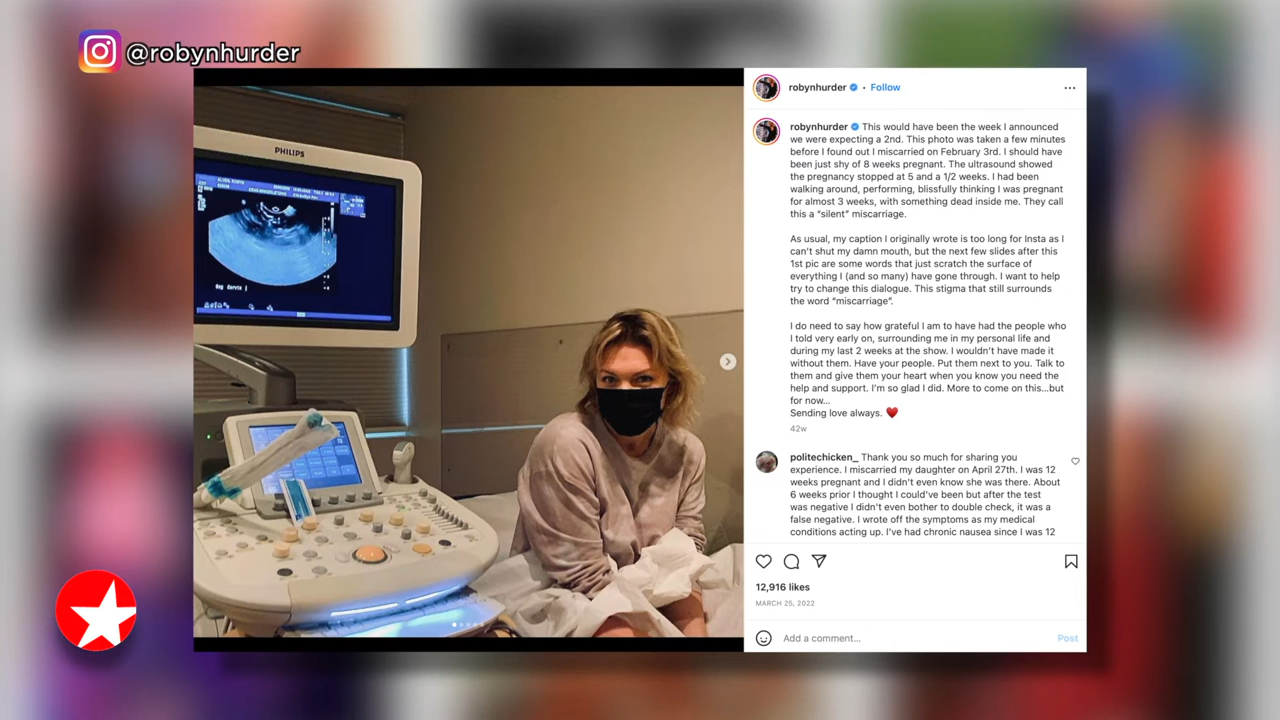 @robynhurder
PHILIPS
robynhurder • Follow
robynhurder This would have been the week I announced
we were expecting a 2nd. This photo was taken a few minutes
before I found out I miscarried on February 3rd. I should have
been just shy of 8 weeks pregnant. The ultrasound showed
the pregnancy stopped at 5 and a 1/2 weeks. I had been
walking around, performing, blissfully thinking I was pregnant
for almost 3 weeks, with something dead inside me. They call
this a “silent” miscarriage.
As usual, my caption I originally wrote is too long for Insta as I
can’t shut my damn mouth, but the next few slides after this
1st pic are some words that just scratch the surface of
everything I (and so many) have gone through. I want to help
try to change this dialogue. This stigma that still surrounds
the word “miscarriage”.
I do need to say how grateful I am to have had the people who
I told very early on, surrounding me in my personal life and
during my last 2 weeks at the show. I wouldn’t have made it
without them. Have your people. Put them next to you. Talk to
them and give them your heart when you know you need the
help and support. I’m so glad I did. More to come on this...but
for now...
Sending love always.
42w
politechicken_ Thank you so much for sharing you
experience. I miscarried my daughter on April 27th. I was 12
weeks pregnant and I didn't even know she was there. About
6 weeks prior I thought I could've been but after the test
was negative I didn't even bother to double check, it was a
false negative. I wrote off the symptoms as my medical
conditions acting up. I've had chronic nausea since I was 12
12,916 likes
MARCH 25, 2022
Add a comment...
Post